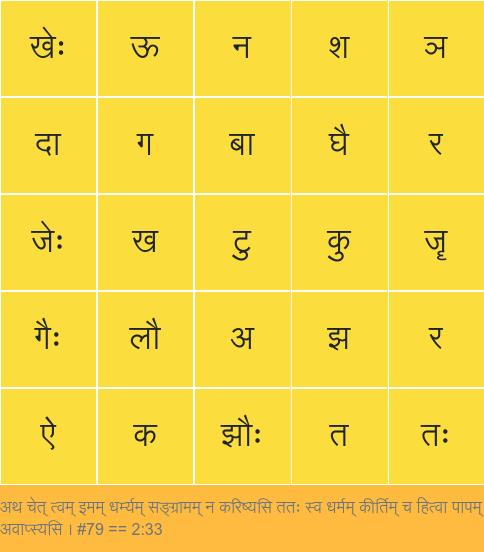 खेः ऊ न श ञ
दा ग बा घै र
जेः ख टु कु जॄ
गैः लौ अ झ र
ऐ क झौः त तः
अथ चेत् त्वम् इमम् धर्म्यम् सङ्ग्रामम् न करिष्यसि ततः स्व धर्मम् कीर्तिम् च हित्वा पापम्
अवाप्स्यसि । #79 == 2:33